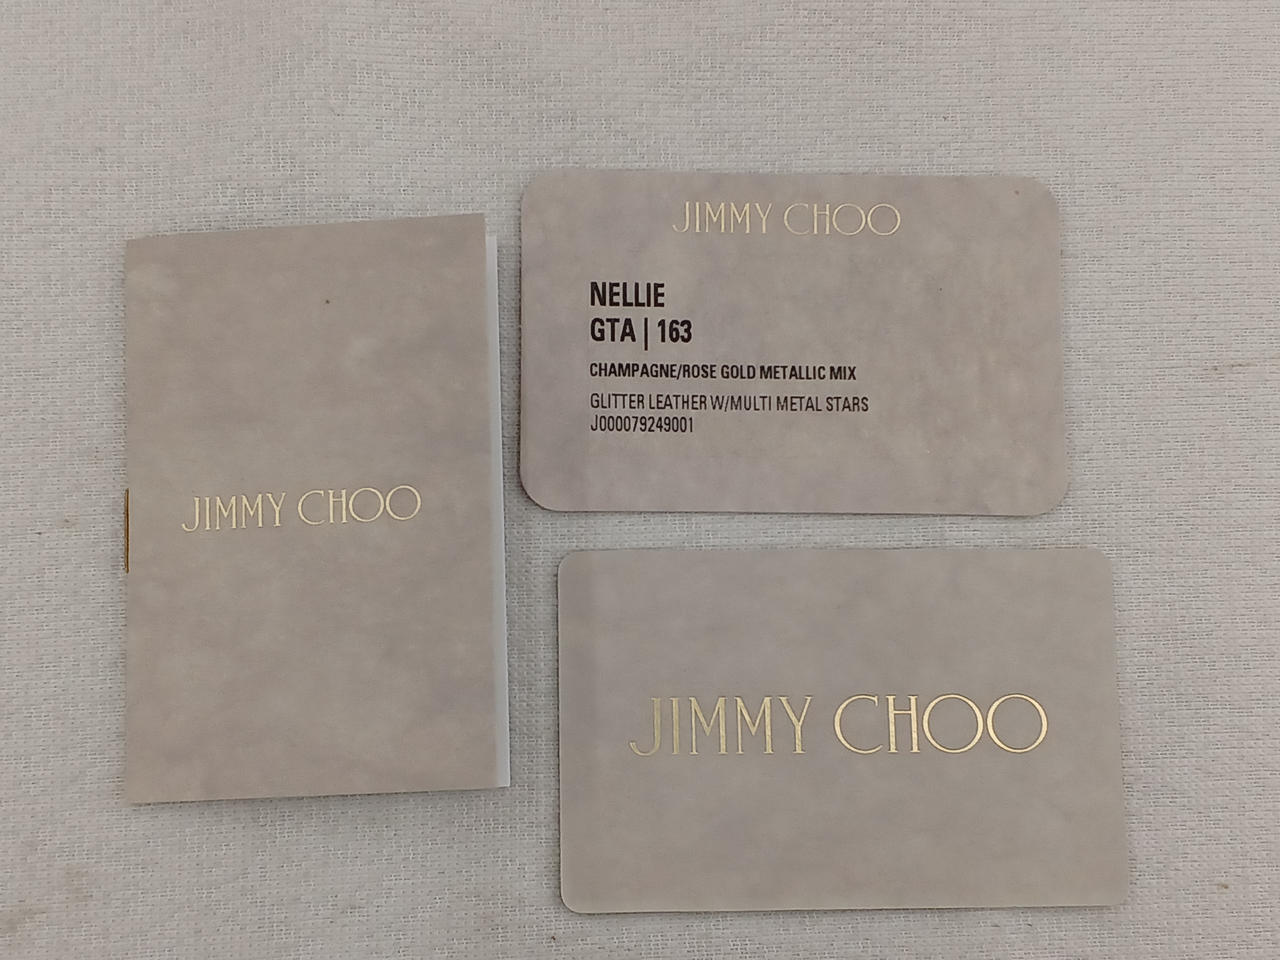 JIMMY CHOO
JIMMY CHOO
NELLIE
GTA | 163
CHAMPAGNE/ROSE GOLD METALLIC MIX
GLITTER LEATHER W/MULTI METAL STARS
J000079249001
JIMMY CHOO